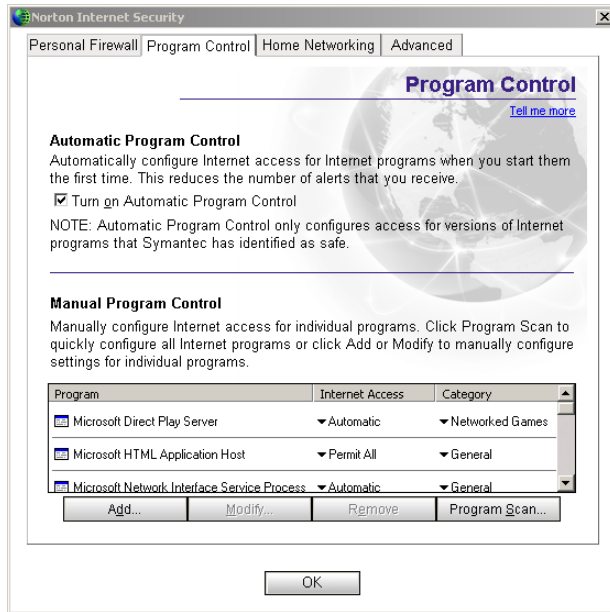 Norton Internet Security
Personal Firewall Program Control Home Networking Advanced
Program Control
Tell me more
Automatic Program Control
Automatically configure Internet access for Internet programs when you start them
the first time. This reduces the number of alerts that you receive.
Turn on Automatic Program Control
NOTE: Automatic Program Control only configures access for versions of Internet
programs that Symantec has identified as safe.
Manual Program Control
Manually configure Internet access for individual programs. Click Program Scan to
quickly configure all Internet programs or click Add or Modify to manually configure
settings for individual programs.
Program Internet Access Category
Microsoft Direct Play Server Automatic Networked Games
Microsoft HTML Application Host Permit All General
Microsoft Network Interface Service Process Automatic General
Add... Modify... Remove Program Scan...
OK